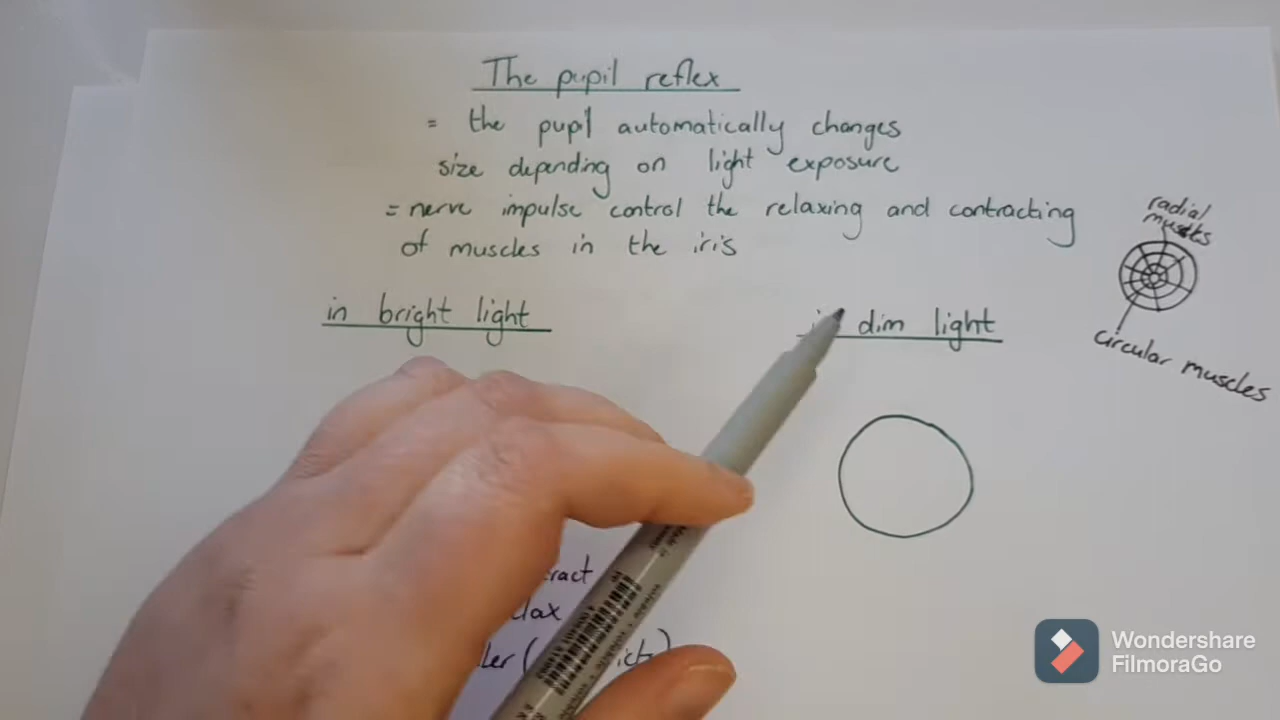 The pupil reflex
= the pupil automatically changes
size depending on light exposure
= nerve impulse control the relaxing and contracting
of muscles in the iris
radial
muscles
in bright light
dim light
circular muscles
Wondershare
FilmoraGo